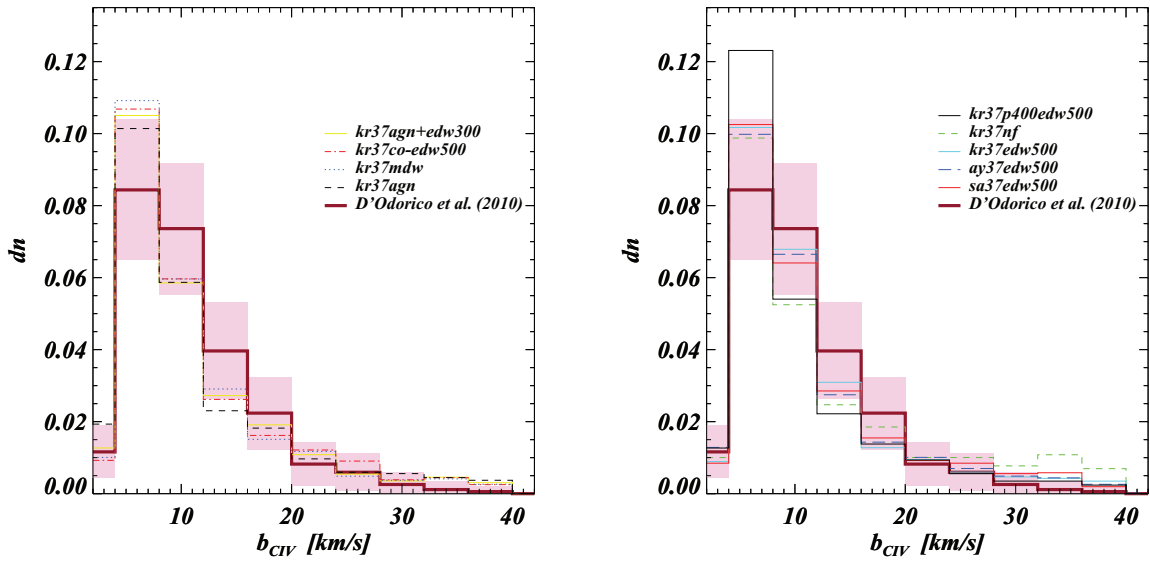 0.12
0.10
0.08
0.06
0.04
0.02
0.00
dn
kr37agn+edw300
kr37co-edw500
kr37mdw
kr37agn
D'Odorico et al. (2010)
10 20 30 40
b_CIV [km/s]
0.12
0.10
0.08
0.06
0.04
0.02
0.00
dn
kr37p400edw500
kr37nf
kr37edw500
ay37edw500
sa37edw500
D'Odorico et al. (2010)
10 20 30 40
b_CIV [km/s]